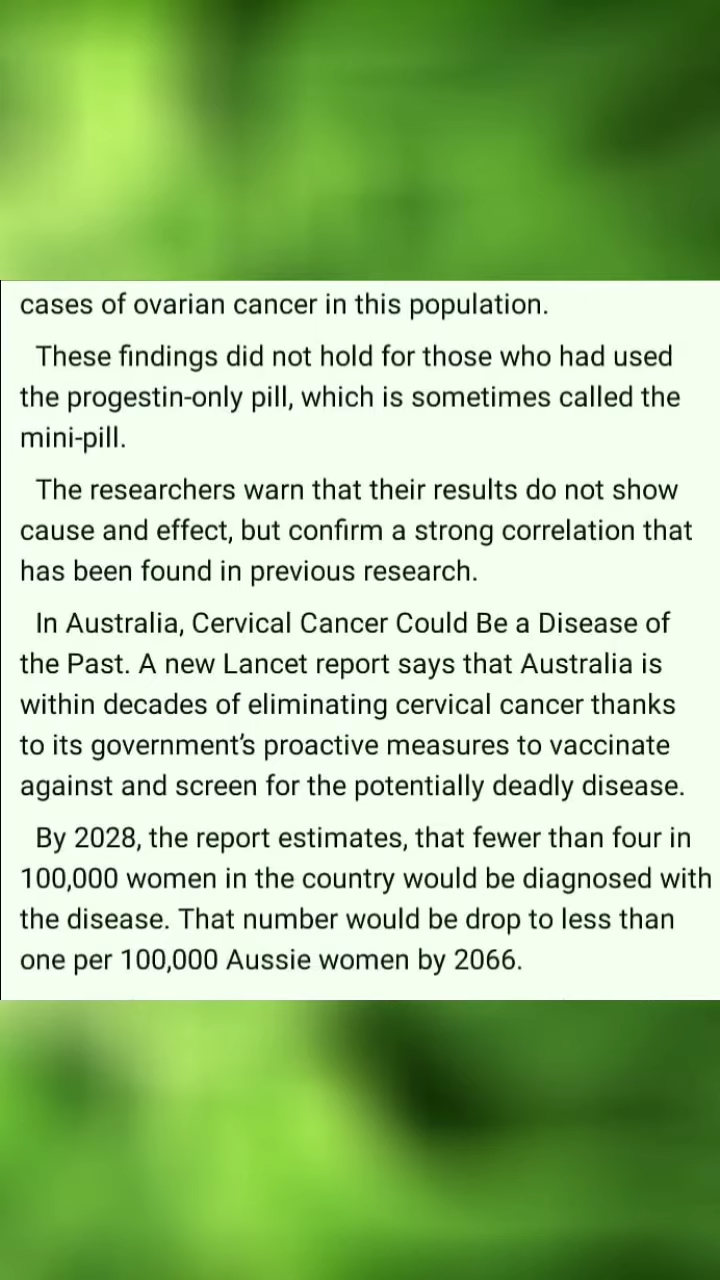 cases of ovarian cancer in this population.
These findings did not hold for those who had used
the progestin-only pill, which is sometimes called the
mini-pill.
The researchers warn that their results do not show
cause and effect, but confirm a strong correlation that
has been found in previous research.
In Australia, Cervical Cancer Could Be a Disease of
the Past. A new Lancet report says that Australia is
within decades of eliminating cervical cancer thanks
to its government’s proactive measures to vaccinate
against and screen for the potentially deadly disease.
By 2028, the report estimates, that fewer than four in
100,000 women in the country would be diagnosed with
the disease. That number would be drop to less than
one per 100,000 Aussie women by 2066.